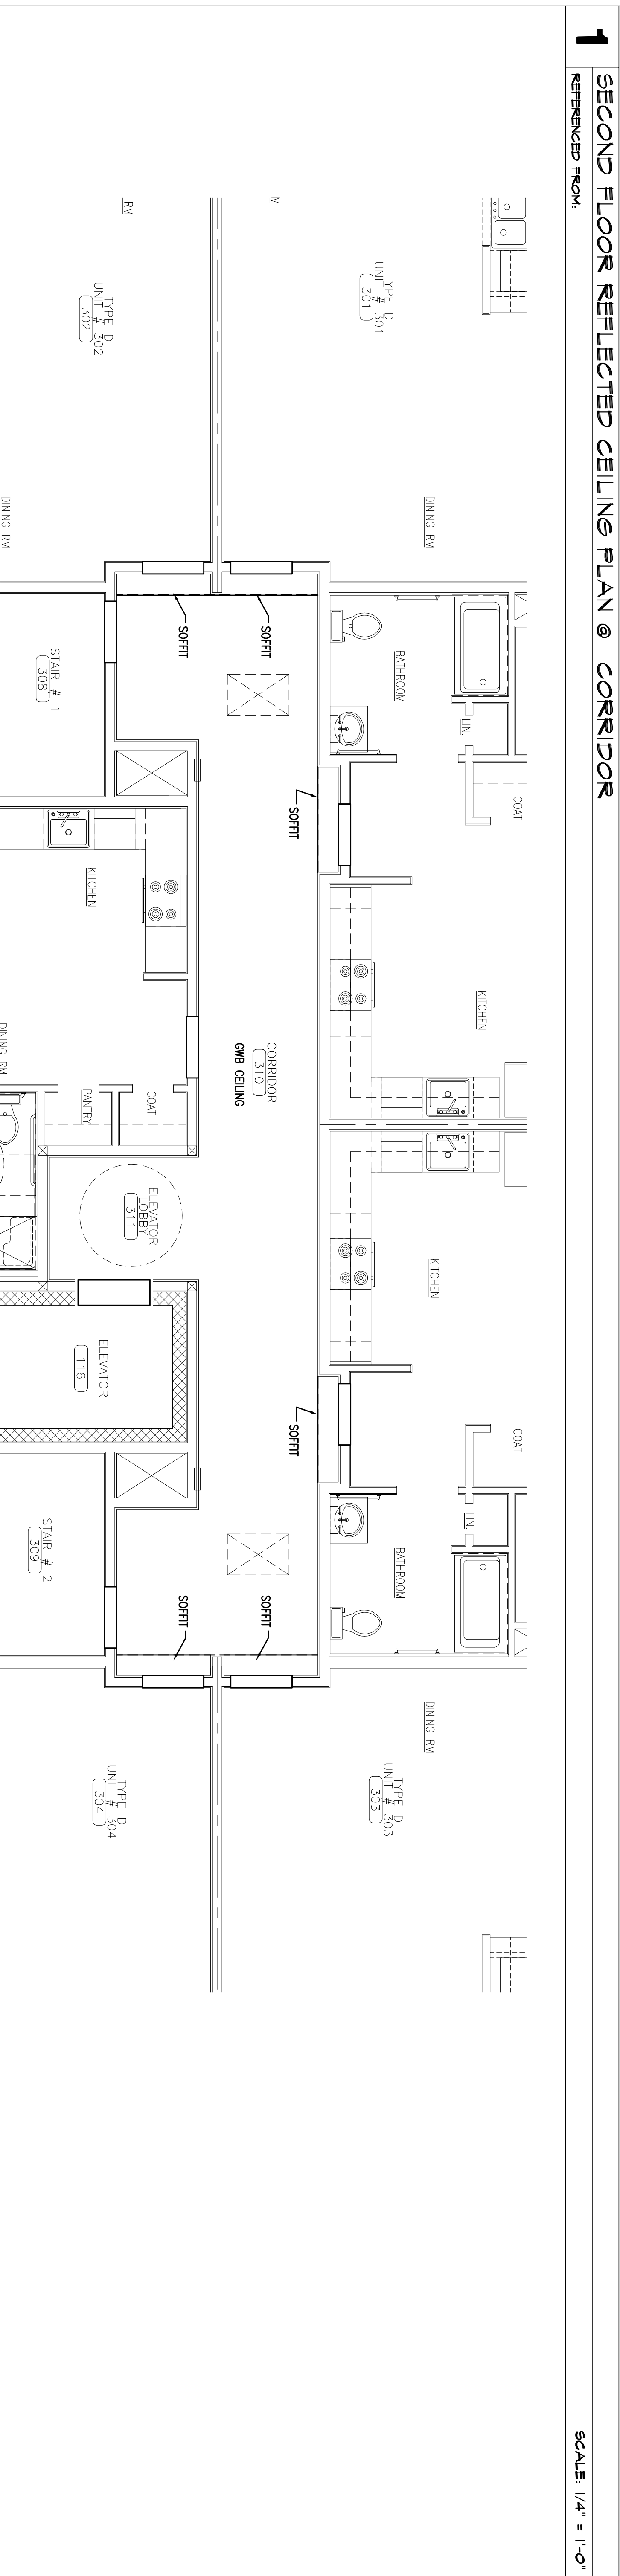 1
SECOND FLOOR REFLECTED CEILING PLAN @ CORRIDOR
REFERENCED FROM:
SCALE: 1/4" = 1'-0"
COAT
COAT
KITCHEN
LIN.
LIN.
DINING RM
BATHROOM
KITCHEN
BATHROOM
DINING RM
TYPE D
UNIT # 301
301
TYPE D
UNIT # 303
303
SOFFIT
SOFFIT
M
SOFFIT
CORRIDOR
310
GWB CEILING
SOFFIT
SOFFIT
SOFFIT
RM
TYPE D
UNIT # 302
302
ELEVATOR
LOBBY
311
COAT
KITCHEN
PANTRY
ELEVATOR
116
TYPE D
UNIT # 304
304
STAIR # 1
308
STAIR # 2
309
DINING RM
DINING RM